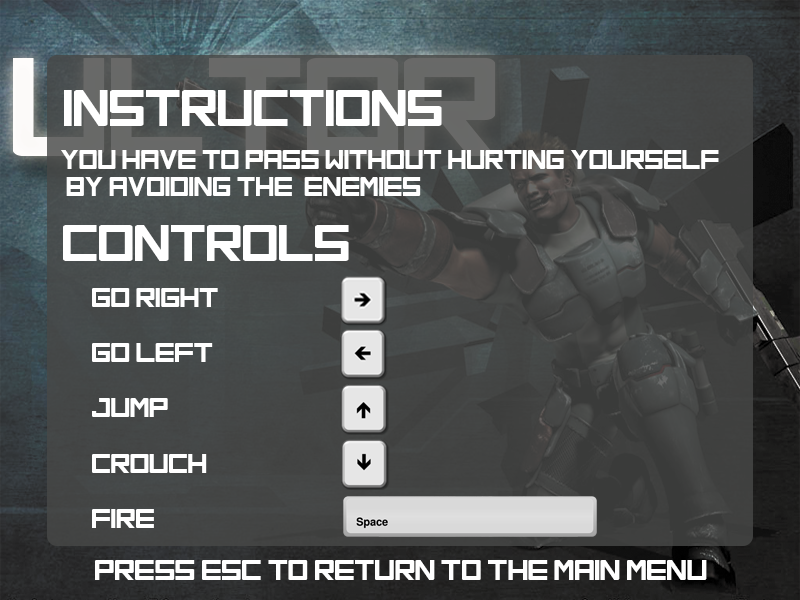 ULTOR
INSTRUCTIONS
YOU HAVE TO PASS WITHOUT HURTING YOURSELF
BY AVOIDING THE ENEMIES
CONTROLS
GO RIGHT →
GO LEFT ←
JUMP ↑
CROUCH ↓
FIRE Space
PRESS ESC TO RETURN TO THE MAIN MENU